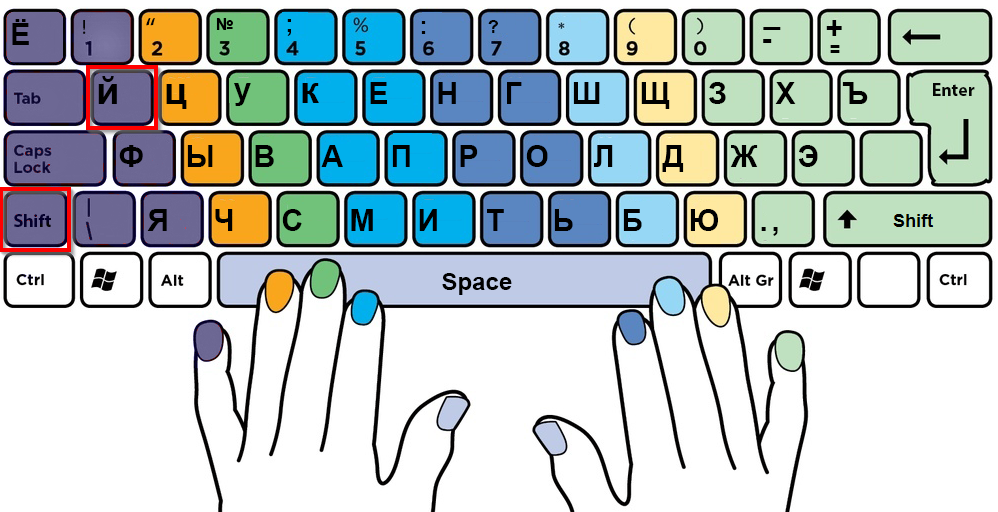 Ё ! 1 “ 2 № 3 ; 4 % 5 : 6 ? 7 * 8 ( 9 ) 0 — - + =
Tab Й Ц У К Е Н Г Ш Щ З Х Ъ Enter
Caps Lock Ф Ы В А П Р О Л Д Ж Э
Shift | \ Я Ч С М И Т Ь Б Ю . , Shift
Ctrl Alt Space Alt Gr Ctrl